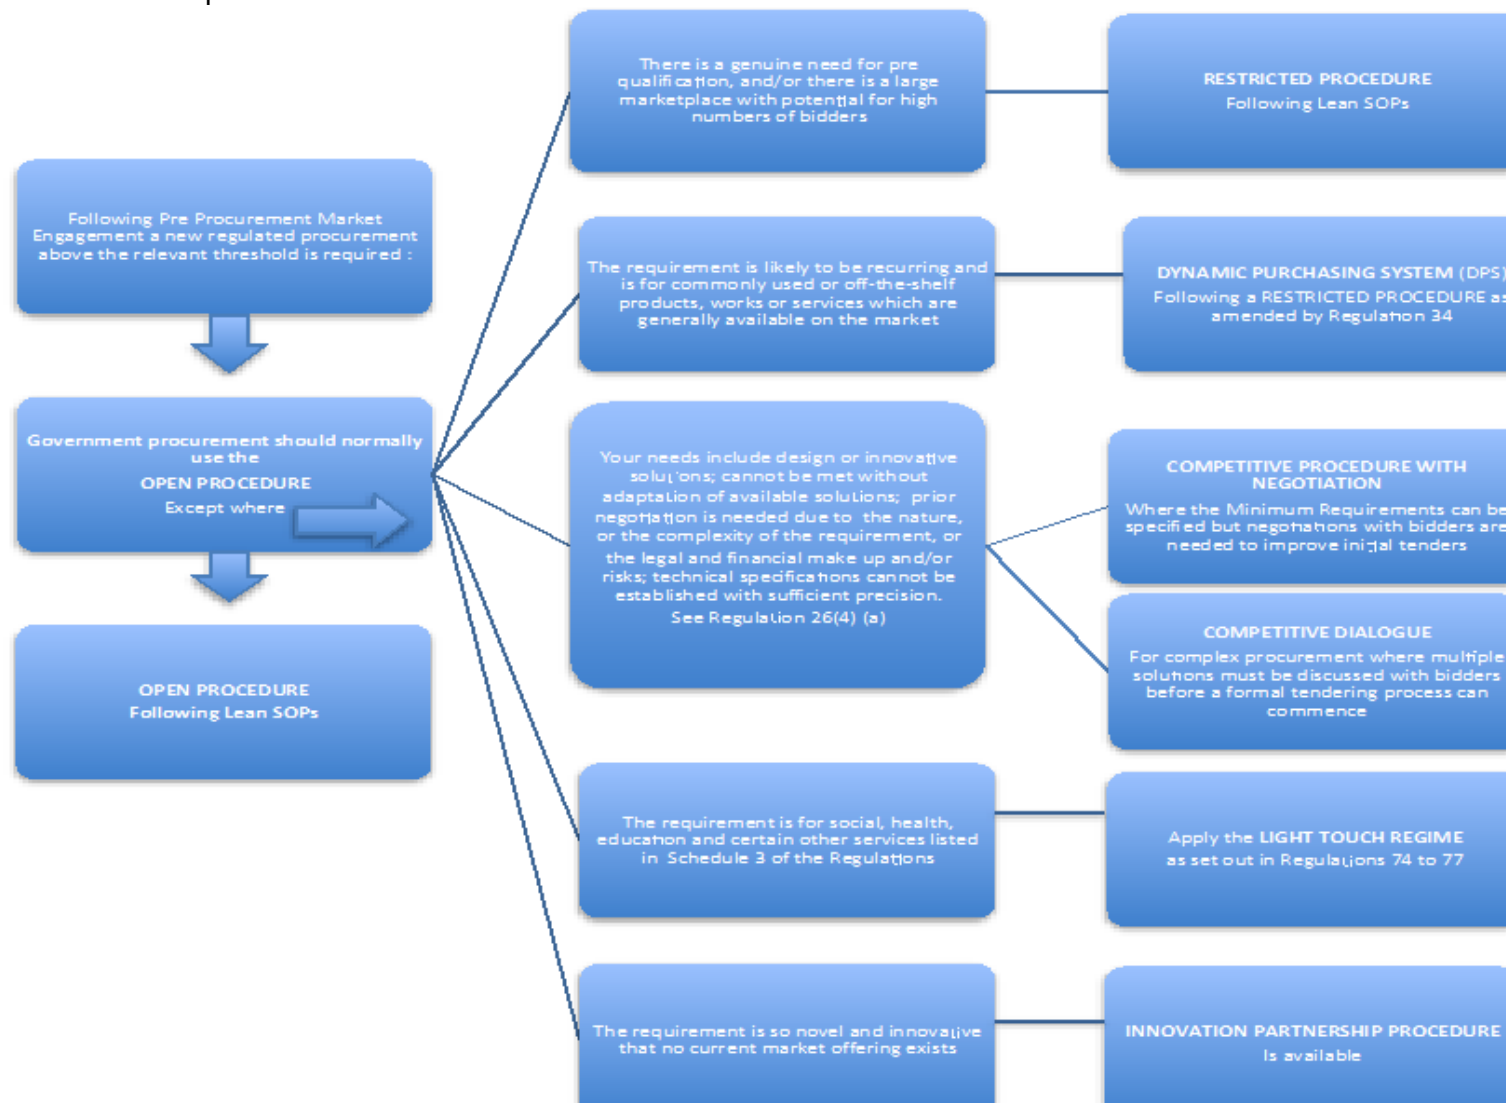 Following Pre Procurement Market
Engagement a new regulated procurement
above the relevant threshold is required :
Government procurement should normally
use the
OPEN PROCEDURE
Except where
OPEN PROCEDURE
Following Lean SOPs
There is a genuine need for pre
qualification, and/or there is a large
marketplace with potential for high
numbers of bidders
RESTRICTED PROCEDURE
Following Lean SOPs
The requirement is likely to be recurring and
is for commonly used or off-the-shelf
products, works or services which are
generally available on the market
DYNAMIC PURCHASING SYSTEM (DPS)
Following a RESTRICTED PROCEDURE as
amended by Regulation 34
Your needs include design or innovative
solutions; cannot be met without
adaptation of available solutions; prior
negotiation is needed due to the nature,
or the complexity of the requirement, or
the legal and financial make up and/or
risks; technical specifications cannot be
established with sufficient precision.
See Regulation 26(4) (a)
COMPETITIVE PROCEDURE WITH
NEGOTIATION
Where the Minimum Requirements can be
specified but negotiations with bidders are
needed to improve initial tenders
COMPETITIVE DIALOGUE
For complex procurement where multiple
solutions must be discussed with bidders
before a formal tendering process can
commence
The requirement is for social, health,
education and certain other services listed
in Schedule 3 of the Regulations
Apply the LIGHT TOUCH REGIME
as set out in Regulations 74 to 77
The requirement is so novel and innovative
that no current market offering exists
INNOVATION PARTNERSHIP PROCEDURE
Is available